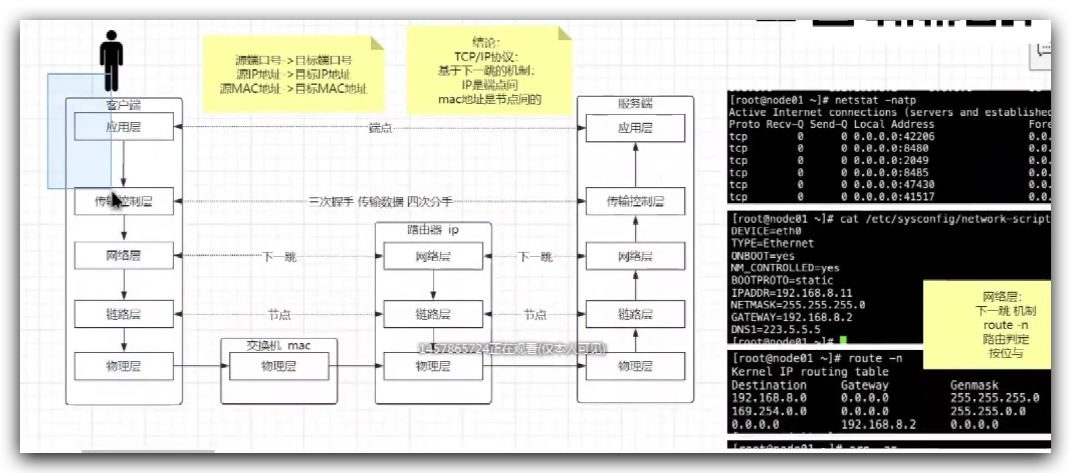 源端口号->目标端口号
源IP地址->目标IP地址
源MAC地址->目标MAC地址
结论:
TCP/IP协议:
基于下一跳的机制:
IP是端点间
mac地址是节点间的
客户端
应用层
传输控制层
网络层
链路层
物理层
端点
三次握手 传输数据 四次分手
下一跳
节点
交换机 mac
物理层
路由器 ip
网络层
链路层
物理层
下一跳
节点
1457865724正在观看(仅本人可见)
服务端
应用层
传输控制层
网络层
链路层
物理层
[root@node01 ~]# netstat -natp
Active Internet connections (servers and established
Proto Recv-Q Send-Q Local Address Fore
tcp 0 0 0.0.0.0:42206 0.0.
tcp 0 0 0.0.0.0:8480 0.0.
tcp 0 0 0.0.0.0:2049 0.0.
tcp 0 0 0.0.0.0:8485 0.0.
tcp 0 0 0.0.0.0:47430 0.0.
tcp 0 0 0.0.0.0:41517 0.0.
[root@node01 ~]# cat /etc/sysconfig/network-script
DEVICE=eth0
TYPE=Ethernet
ONBOOT=yes
NM_CONTROLLED=yes
BOOTPROTO=static
IPADDR=192.168.8.11
NETMASK=255.255.255.0
GATEWAY=192.168.8.2
DNS1=223.5.5.5
[root@node01 ~]#
网络层:
下一跳 机制
route -n
路由判定
按位与
[root@node01 ~]# route -n
Kernel IP routing table
Destination Gateway Genmask
192.168.8.0 0.0.0.0 255.255.255.0
169.254.0.0 0.0.0.0 255.255.0.0
0.0.0.0 192.168.8.2 0.0.0.0